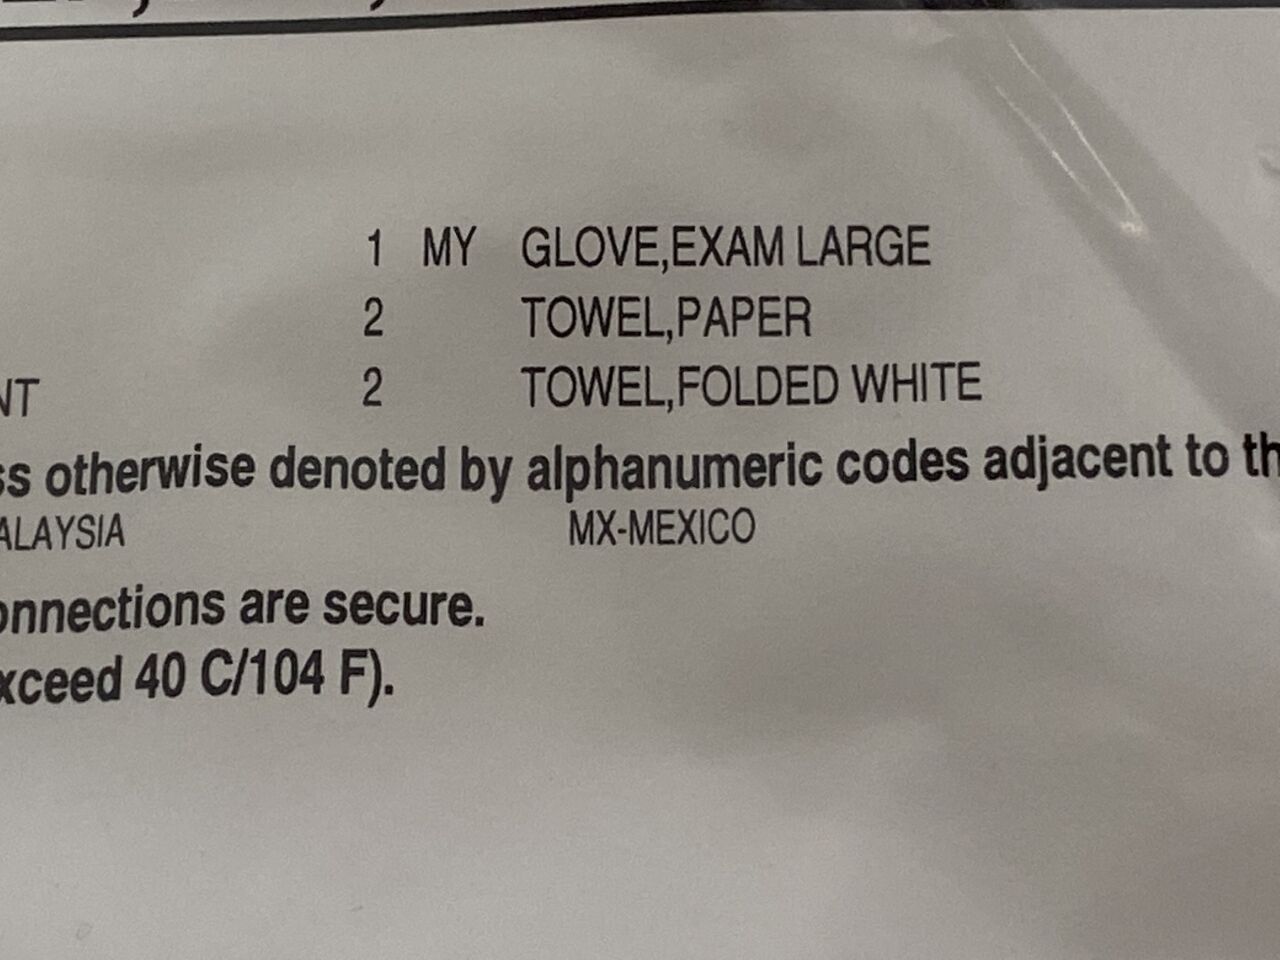 1 MY GLOVE,EXAM LARGE
2 TOWEL,PAPER
NT 2 TOWEL,FOLDED WHITE
ss otherwise denoted by alphanumeric codes adjacent to th
ALAYSIA MX-MEXICO
onnections are secure.
xceed 40 C/104 F).